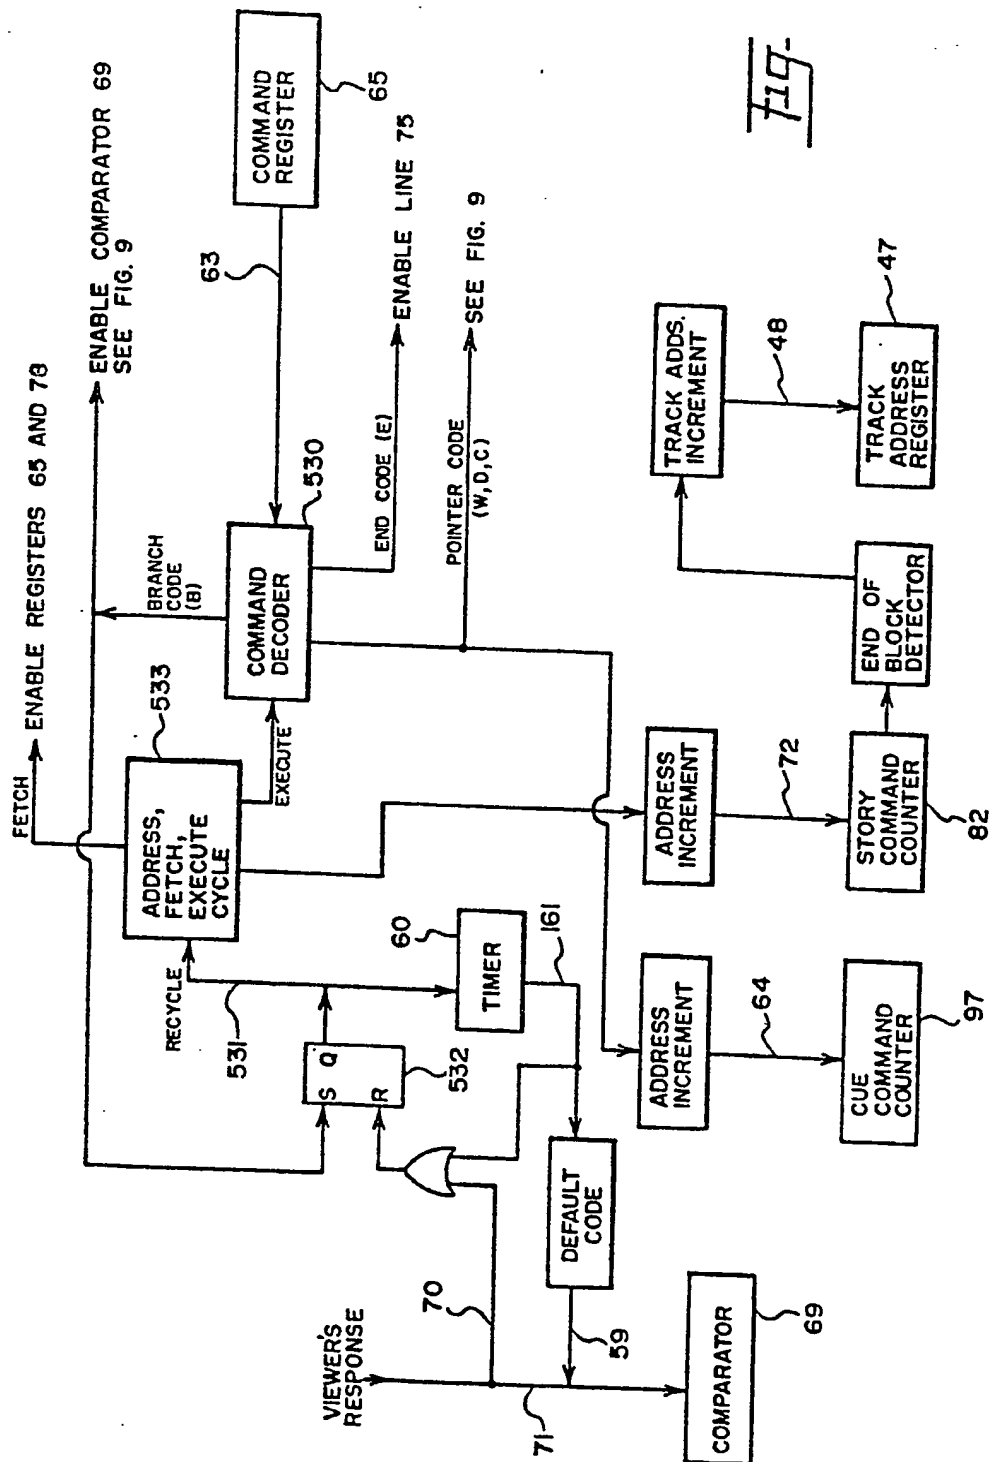 FETCH
ENABLE REGISTERS 65 AND 78
ENABLE COMPARATOR 69
SEE FIG. 9
533
ADDRESS,
FETCH,
EXECUTE
CYCLE
BRANCH
CODE
(B)
COMMAND
REGISTER
65
63
530
COMMAND
DECODER
EXECUTE
END CODE (E)
ENABLE LINE 75
POINTER CODE
(W,D,C)
SEE FIG. 9
RECYCLE
531
S
Q
R
532
60
TIMER
161
VIEWER'S
RESPONSE
70
71
59
DEFAULT
CODE
COMPARATOR
69
ADDRESS
INCREMENT
64
CUE
COMMAND
COUNTER
97
ADDRESS
INCREMENT
72
STORY
COMMAND
COUNTER
82
END OF
BLOCK
DETECTOR
TRACK ADDS.
INCREMENT
48
TRACK
ADDRESS
REGISTER
47
Fig-